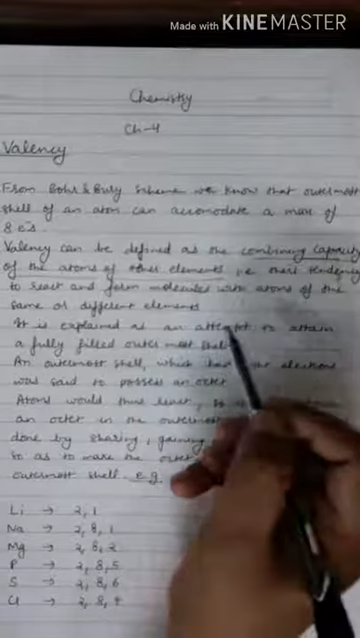 Made with KINEMASTER
Chemistry
Ch-4
Valency
From Bohr & Bury scheme we know that outermost
shell of an atom can accomodate a max of
8 e-s.
Valency can be defined as the combining capacity
of the atoms of other elements i.e their tendency
to react and form molecules with atoms of the
same or different elements
It is explained as an attempt to attain
a fully filled outer most shell
An outermost shell, which had electrons
was said to possess an octet
Atoms would thus react, so
an octet in the outermost
done by sharing, gaining
so as to make the octet
outermost shell. e.g.
Li → 2, 1
Na → 2, 8, 1
Mg → 2, 8, 2
P → 2, 8, 5
S → 2, 8, 6
Cl → 2, 8, 7